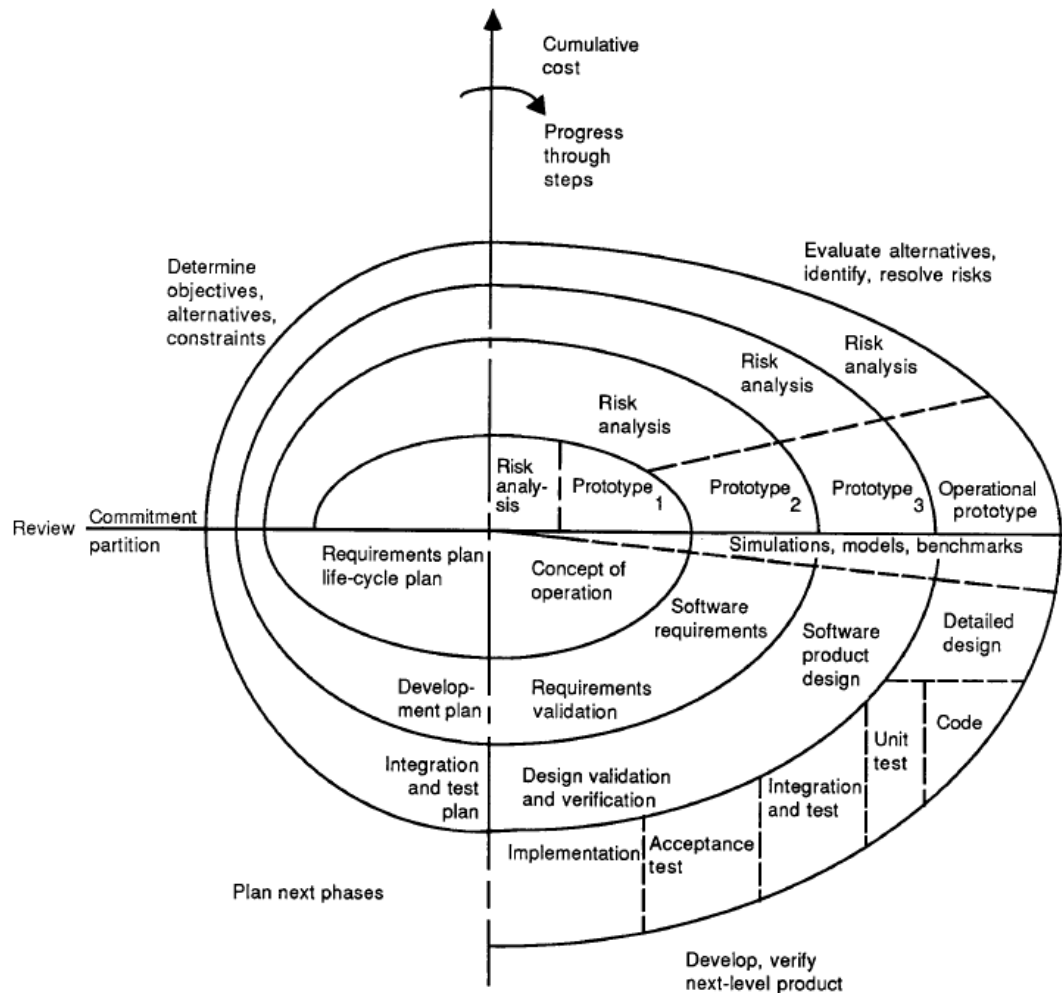 Cumulative
cost
Progress
through
steps
Evaluate alternatives,
identify, resolve risks
Determine
objectives,
alternatives,
constraints
Risk
analysis
Risk
analysis
Risk
analysis
Risk
analy-
sis
Prototype 1
Prototype 2
Prototype 3
Operational
prototype
Review
Commitment
partition
Simulations, models, benchmarks
Requirements plan
life-cycle plan
Concept of
operation
Software
requirements
Software
product
design
Detailed
design
Develop-
ment plan
Requirements
validation
Code
Unit
test
Integration
and test
plan
Design validation
and verification
Integration
and test
Acceptance
test
Implementation
Plan next phases
Develop, verify
next-level product